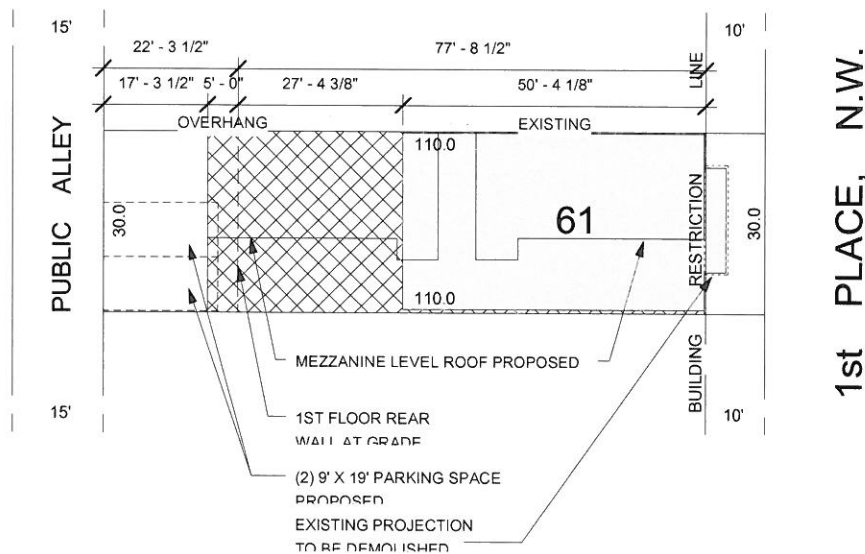 15'
10'
22' - 3 1/2"
77' - 8 1/2"
17' - 3 1/2"
5' - 0"
27' - 4 3/8"
50' - 4 1/8"
OVERHANG
EXISTING
110.0
PUBLIC ALLEY
30.0
61
BUILDING RESTRICTION LINE
30.0
1st PLACE, N.W.
110.0
MEZZANINE LEVEL ROOF PROPOSED
15'
10'
1ST FLOOR REAR
WALL AT GRADE
(2) 9' X 19' PARKING SPACE
PROPOSED
EXISTING PROJECTION
TO BE DEMOLISHED